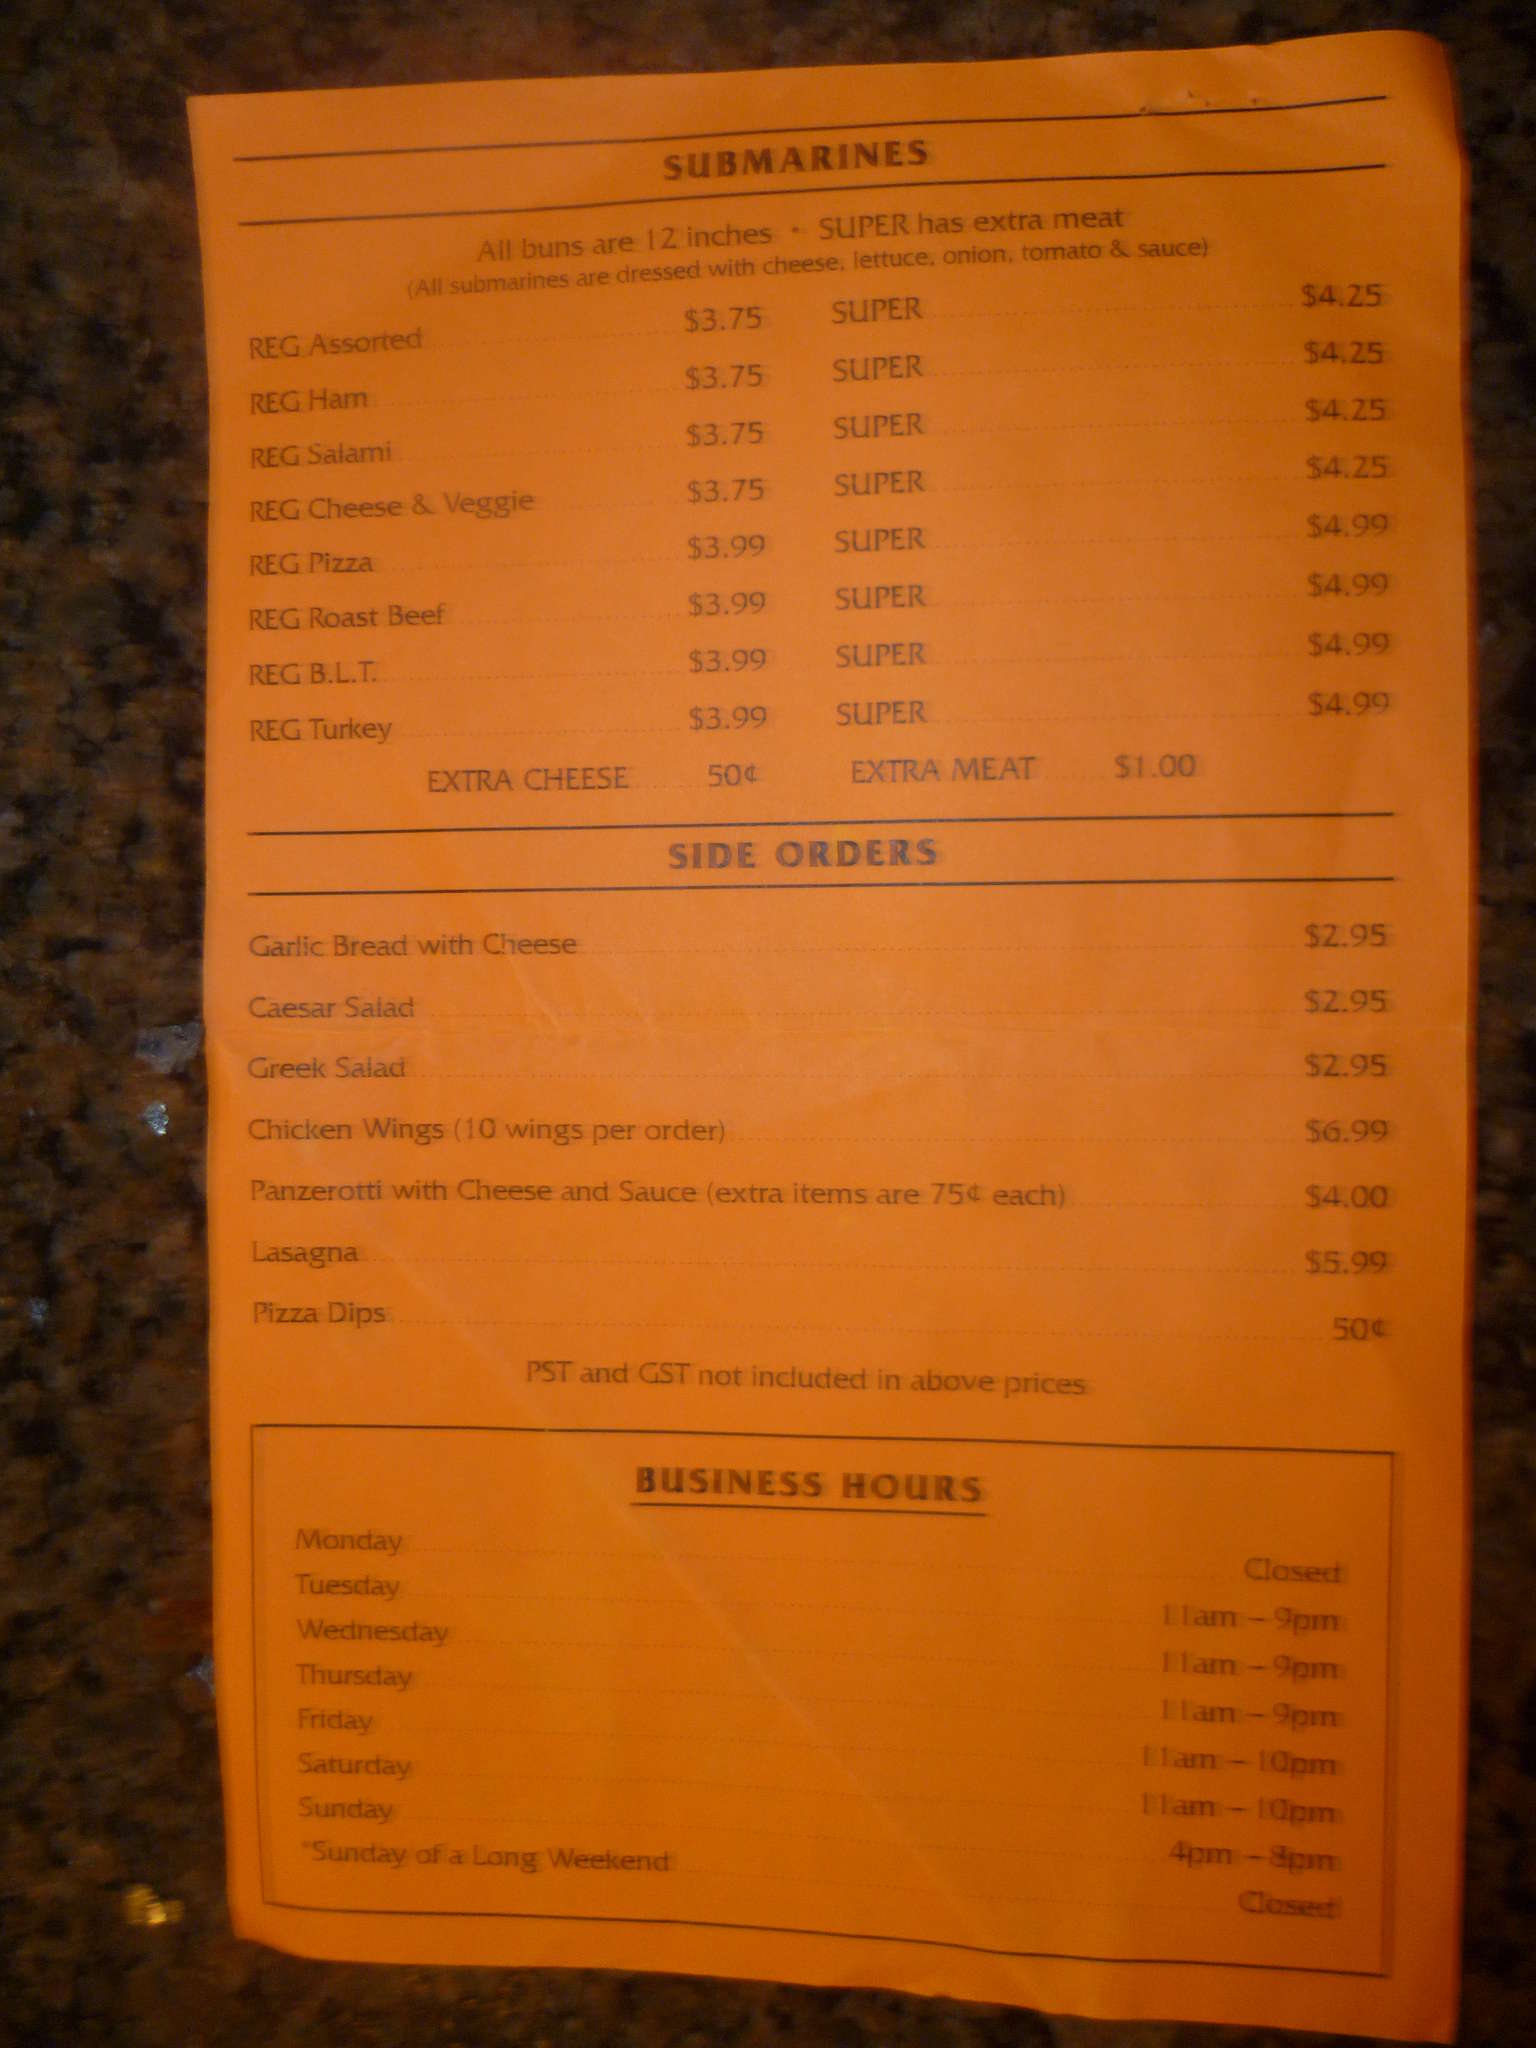 SUBMARINES
All buns are 12 inches • SUPER has extra meat
(All submarines are dressed with cheese, lettuce, onion, tomato & sauce)
REG Assorted $3.75 SUPER $4.25
REG Ham $3.75 SUPER $4.25
REG Salami $3.75 SUPER $4.25
REG Cheese & Veggie $3.75 SUPER $4.25
REG Pizza $3.99 SUPER $4.99
REG Roast Beef $3.99 SUPER $4.99
REG B.L.T. $3.99 SUPER $4.99
REG Turkey $3.99 SUPER $4.99
EXTRA CHEESE 50¢ EXTRA MEAT $1.00
SIDE ORDERS
Garlic Bread with Cheese $2.95
Caesar Salad $2.95
Greek Salad $2.95
Chicken Wings (10 wings per order) $6.99
Panzerotti with Cheese and Sauce (extra items are 75¢ each) $4.00
Lasagna $5.99
Pizza Dips 50¢
PST and GST not included in above prices
BUSINESS HOURS
Monday Closed
Tuesday 11am – 9pm
Wednesday 11am – 9pm
Thursday 11am – 9pm
Friday 11am – 10pm
Saturday 11am – 10pm
Sunday 4pm – 8pm
*Sunday of a Long Weekend Closed